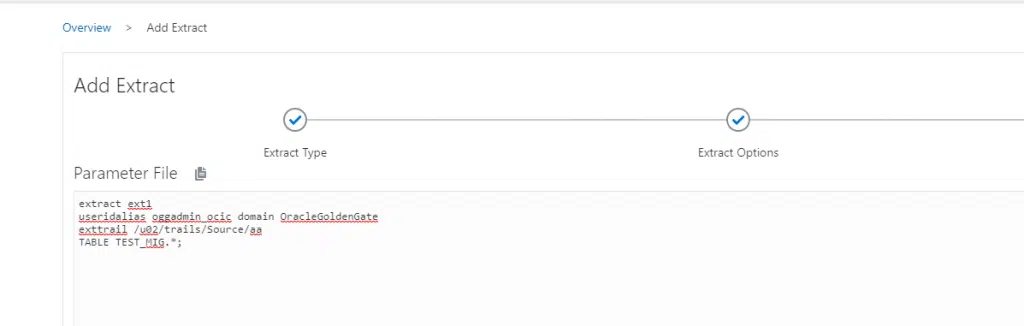 Overview > Add Extract
Add Extract
Extract Type
Extract Options
Parameter File
extract ext1
useridalias oggadmin_ocic domain OracleGoldenGate
exttrail /u02/trails/Source/aa
TABLE TEST_MIG.*;